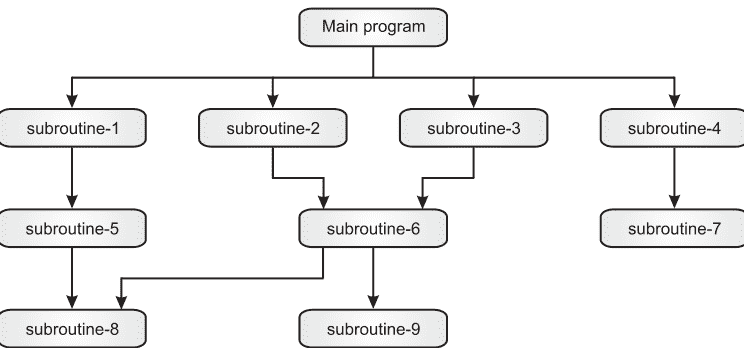 Main program
subroutine-1
subroutine-2
subroutine-3
subroutine-4
subroutine-5
subroutine-6
subroutine-7
subroutine-8
subroutine-9